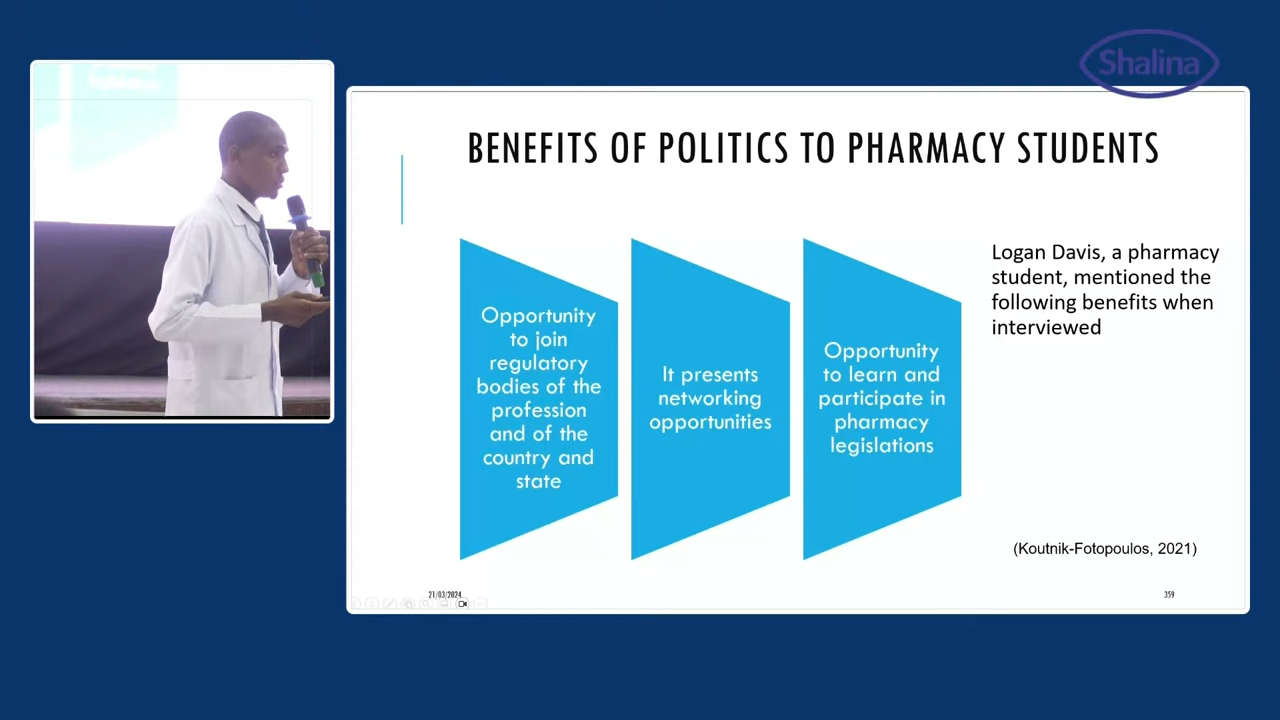 Shalina
BENEFITS OF POLITICS TO PHARMACY STUDENTS
Opportunity
to join
regulatory
bodies of the
profession
and of the
country and
state
It presents
networking
opportunities
Opportunity
to learn and
participate in
pharmacy
legislations
Logan Davis, a pharmacy
student, mentioned the
following benefits when
interviewed
(Koutnik-Fotopoulos, 2021)
21/03/2024
359